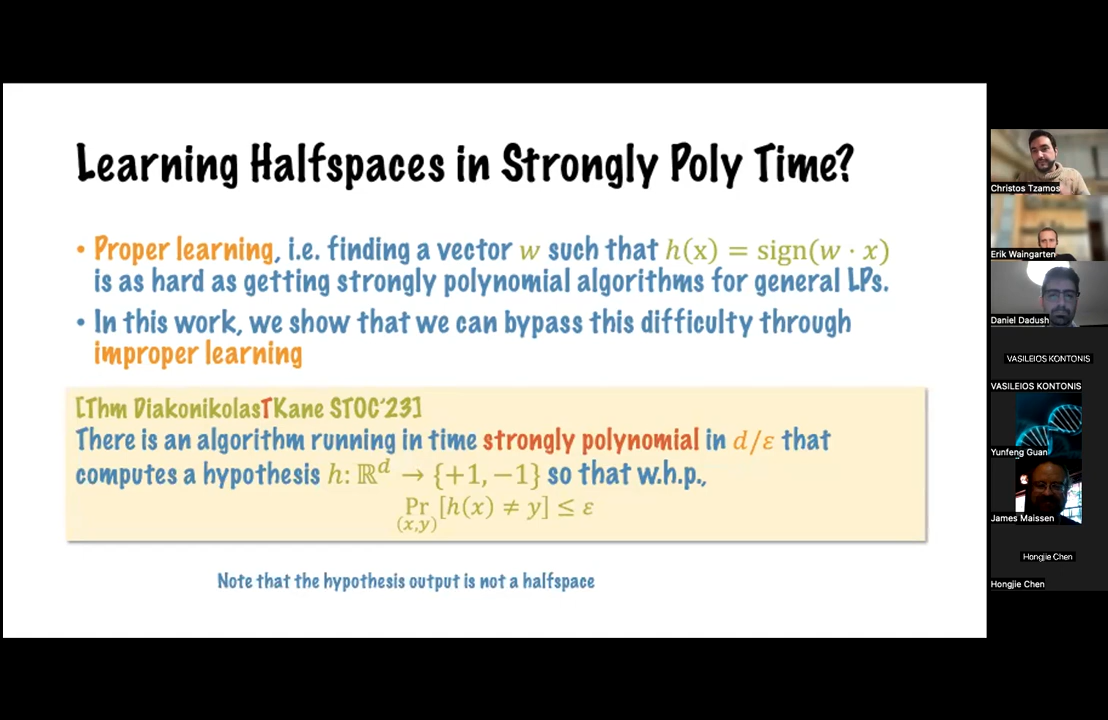 Learning Halfspaces in Strongly Poly Time?
• Proper learning, i.e. finding a vector w such that h(x) = sign(w · x)
is as hard as getting strongly polynomial algorithms for general LPs.
• In this work, we show that we can bypass this difficulty through
improper learning
[Thm DiakonikolasTKane STOC'23]
There is an algorithm running in time strongly polynomial in d/ε that
computes a hypothesis h: ℝ^d → {+1, −1} so that w.h.p.,
Pr_(x,y)[h(x) ≠ y] ≤ ε
Note that the hypothesis output is not a halfspace
Christos Tzamos
Erik Waingarten
Daniel Dadush
VASILEIOS KONTONIS
VASILEIOS KONTONIS
Yunfeng Guan
James Maissen
Hongjie Chen
Hongjie Chen